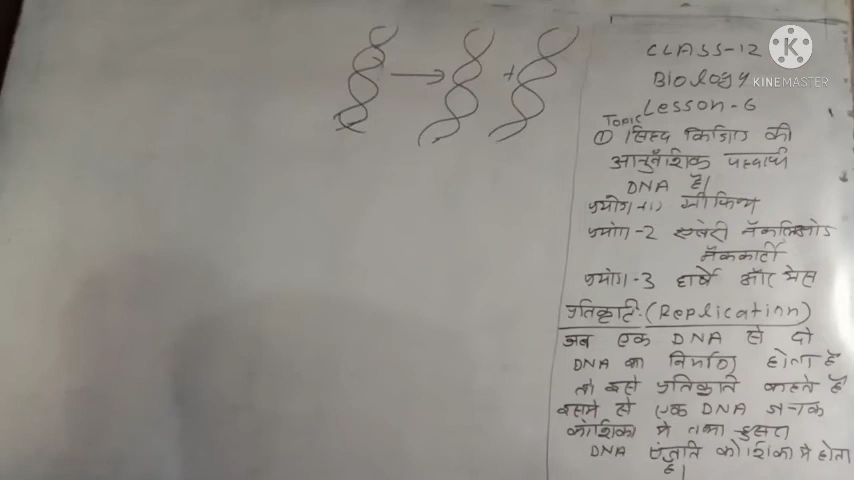 CLASS-12
Biology
Lesson-6
Topic
① सिद्ध किजिए की
आनुवंशिक पदार्थ
DNA है।
प्रयोग-(1) ग्रीफिथ
प्रयोग-2 एवेरी मैकलिओड
मैककार्टी
प्रयोग-3 हार्षे और चेस
प्रतिकृति:(Replication)
जब एक DNA से दो
DNA का निर्माण होता है
तो इसे प्रतिकृति कहते हैं
इसमे से एक DNA जनक
कोशिका मे तथा दुसरा
DNA संतति कोशिका मे होता
है।
K
KINEMASTER